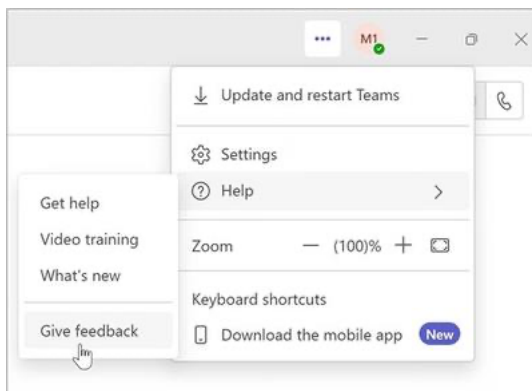 M1
Update and restart Teams
Settings
Help
Zoom — (100)% +
Keyboard shortcuts
Download the mobile app New
Get help
Video training
What's new
Give feedback